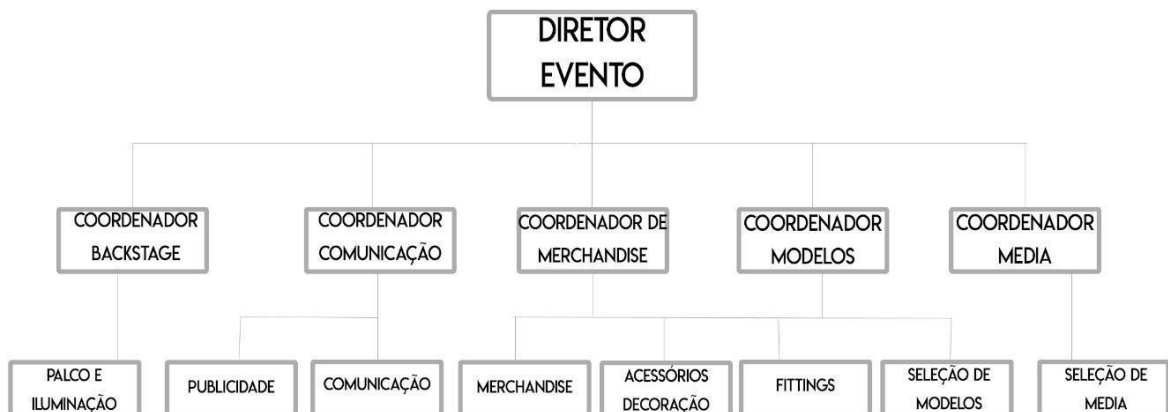 DIRETOR
EVENTO
COORDENADOR
BACKSTAGE
COORDENADOR
COMUNICAÇÃO
COORDENADOR DE
MERCHANDISE
COORDENADOR
MODELOS
COORDENADOR
MEDIA
PALCO E
ILUMINAÇÃO
PUBLICIDADE
COMUNICAÇÃO
MERCHANDISE
ACESSÓRIOS
DECORAÇÃO
FITTINGS
SELEÇÃO DE
MODELOS
SELEÇÃO DE
MEDIA